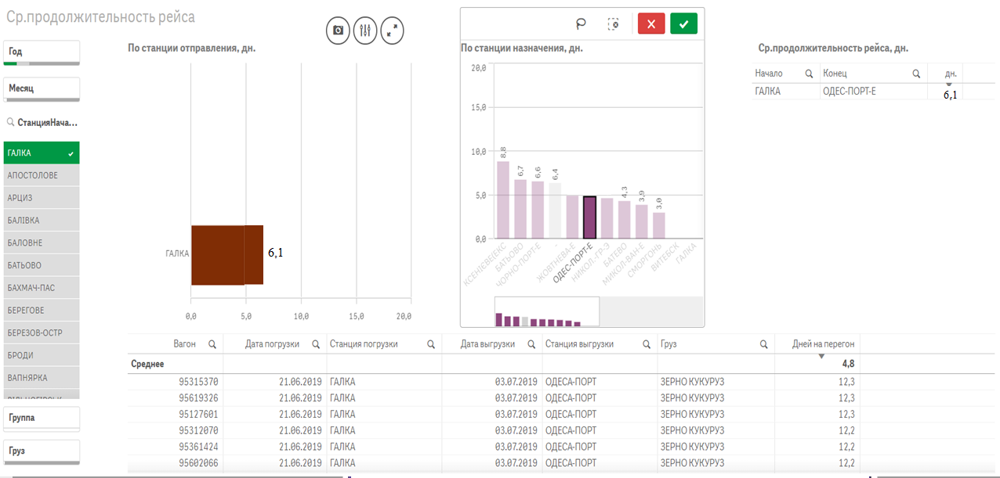 Ср.продолжительность рейса
Год
Месяц
СтанцияНача...
ГАЛКА
АПОСТОЛОВЕ
АРЦИЗ
БАЛІВКА
БАЛОВНЕ
БАТЬОВО
БАХМАЧ-ПАС
БЕРЕГОВЕ
БЕРЕЗОВ-ОСТР
БРОДИ
ВАПНЯРКА
Группа
Груз
По станции отправления, дн.
ГАЛКА
6,1
0,0 5,0 10,0 15,0 20,0
По станции назначения, дн.
20,0
15,0
10,0
5,0
0,0
8,8 6,7 6,6 6,4 4,3 3,9 3,0
КСЕНІЄВЕ(ЕКС БАТЬОВО ЧОРНО-ПОРТ-Е - ЖОВТНЕВА-Е ОДЕС-ПОРТ-Е НИКОЛ.-ГР-Э БАТЕВО МИКОЛ-ВАН-Е СМОРГОНЬ ВИТЕБСК ГАЛКА
Ср.продолжительность рейса, дн.
Начало Конец дн.
ГАЛКА ОДЕС-ПОРТ-Е 6,1
Вагон Дата погрузки Станция погрузки Дата выгрузки Станция выгрузки Груз Дней на перегон
Среднее 4,8
95315370 21.06.2019 ГАЛКА 03.07.2019 ОДЕСА-ПОРТ ЗЕРНО КУКУРУЗ 12,3
95619326 21.06.2019 ГАЛКА 03.07.2019 ОДЕСА-ПОРТ ЗЕРНО КУКУРУЗ 12,3
95127601 21.06.2019 ГАЛКА 03.07.2019 ОДЕСА-ПОРТ ЗЕРНО КУКУРУЗ 12,3
95312070 21.06.2019 ГАЛКА 03.07.2019 ОДЕСА-ПОРТ ЗЕРНО КУКУРУЗ 12,2
95361424 21.06.2019 ГАЛКА 03.07.2019 ОДЕСА-ПОРТ ЗЕРНО КУКУРУЗ 12,2
95602066 21.06.2019 ГАЛКА 03.07.2019 ОДЕСА-ПОРТ ЗЕРНО КУКУРУЗ 12,2